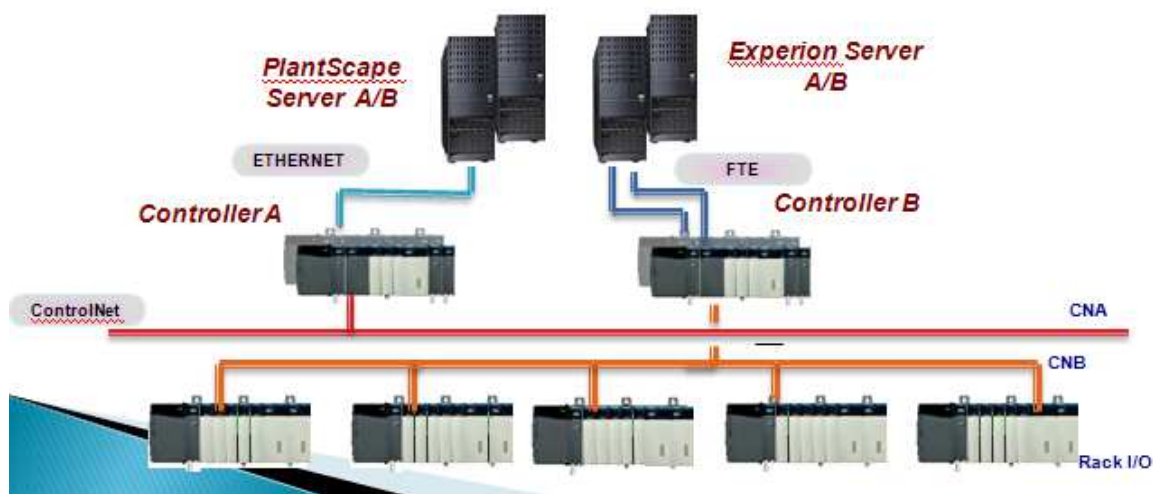 PlantScape
Server A/B
Experion Server
A/B
ETHERNET
FTE
Controller A
Controller B
ControlNet
CNA
CNB
Rack I/O